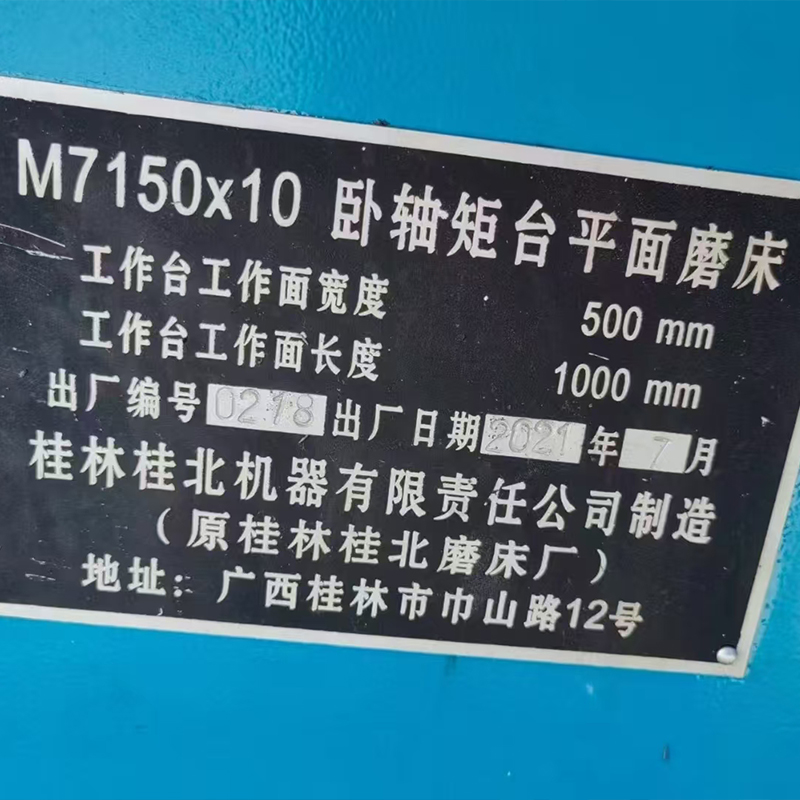 M7150x10 卧轴矩台平面磨床
工作台工作面宽度 500 mm
工作台工作面长度 1000 mm
出厂编号 0218 出厂日期 2021 年 7 月
桂林桂北机器有限责任公司制造
(原桂林桂北磨床厂)
地址: 广西桂林市巾山路12号